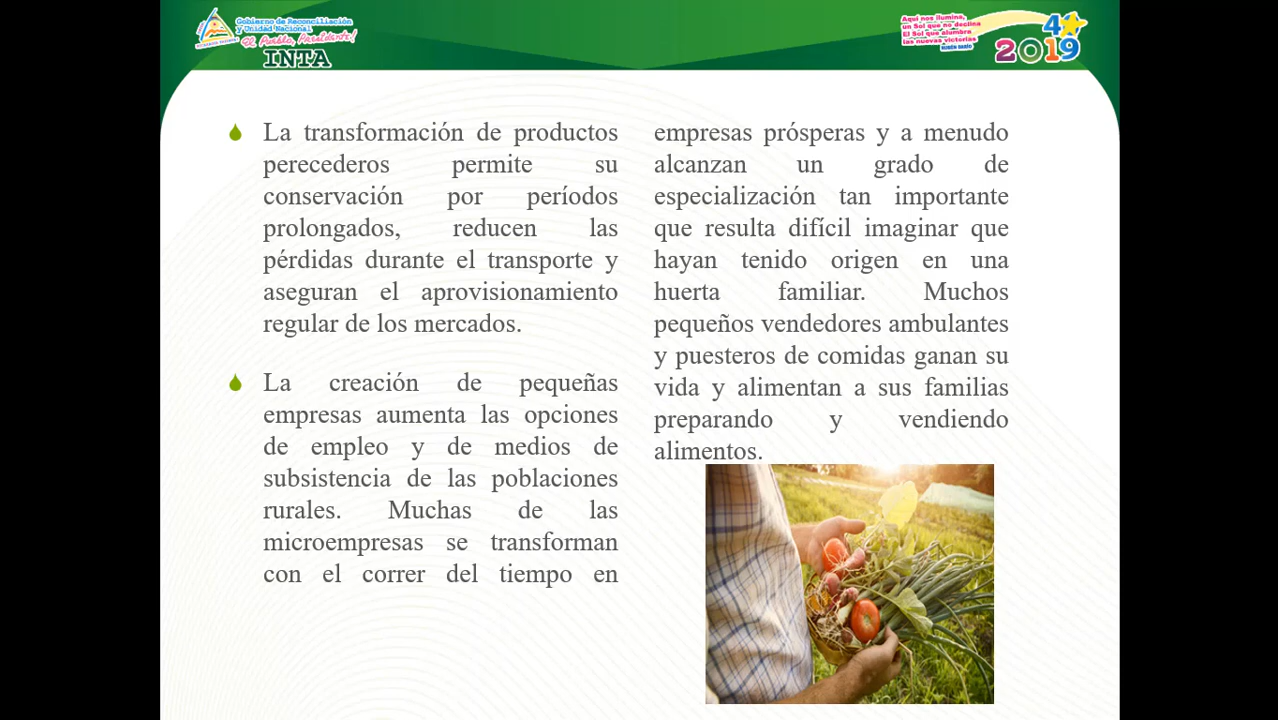 Gobierno de Reconciliación
y Unidad Nacional
El Pueblo, Presidente!
INTA
Aquí nos ilumina,
un Sol que no declina
El Sol que alumbra
las nuevas victorias
RUBÉN DARÍO
2019
La transformación de productos
perecederos permite su
conservación por períodos
prolongados, reducen las
pérdidas durante el transporte y
aseguran el aprovisionamiento
regular de los mercados.
La creación de pequeñas
empresas aumenta las opciones
de empleo y de medios de
subsistencia de las poblaciones
rurales. Muchas de las
microempresas se transforman
con el correr del tiempo en
empresas prósperas y a menudo
alcanzan un grado de
especialización tan importante
que resulta difícil imaginar que
hayan tenido origen en una
huerta familiar. Muchos
pequeños vendedores ambulantes
y puesteros de comidas ganan su
vida y alimentan a sus familias
preparando y vendiendo
alimentos.